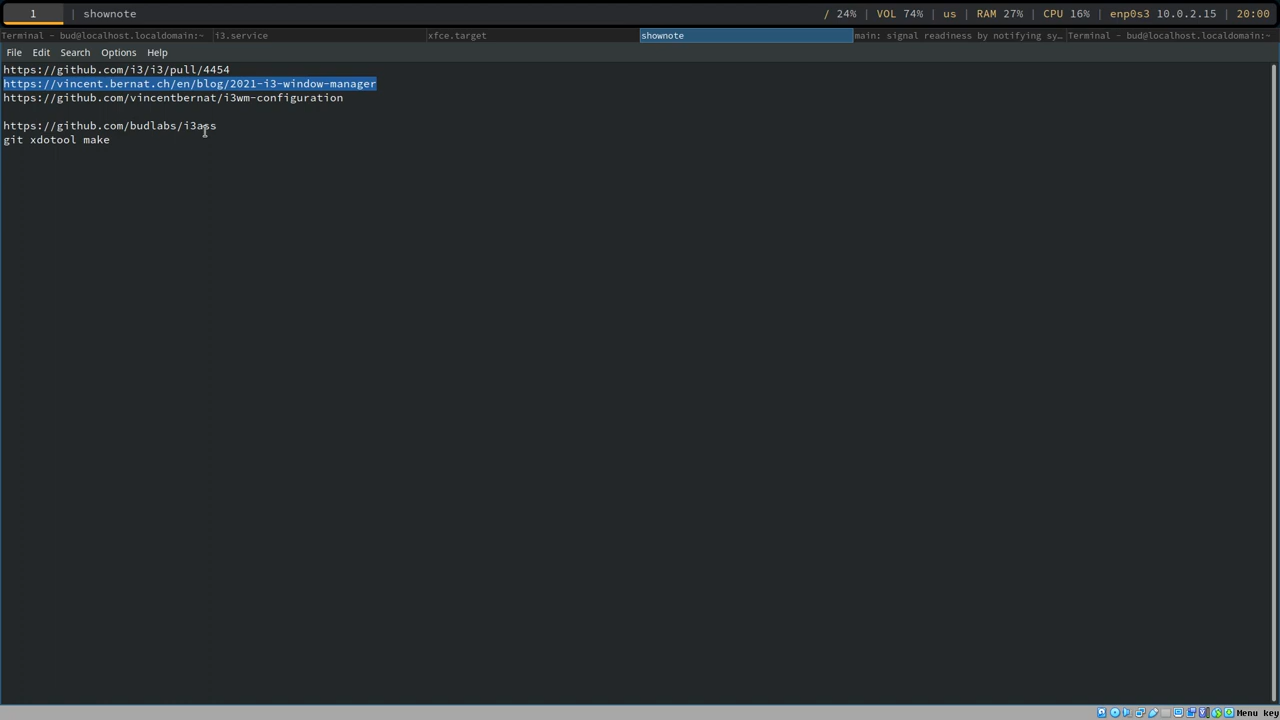 1 | shownote / 24% | VOL 74% | us | RAM 27% | CPU 16% | enp0s3 10.0.2.15 | 20:00
Terminal - bud@localhost.localdomain:~ i3.service xfce.target shownote main: signal readiness by notifying sy… Terminal - bud@localhost.localdomain:~
File Edit Search Options Help
https://github.com/i3/i3/pull/4454
https://vincent.bernat.ch/en/blog/2021-i3-window-manager
https://github.com/vincentbernat/i3wm-configuration
https://github.com/budlabs/i3ass
git xdotool make
Menu key